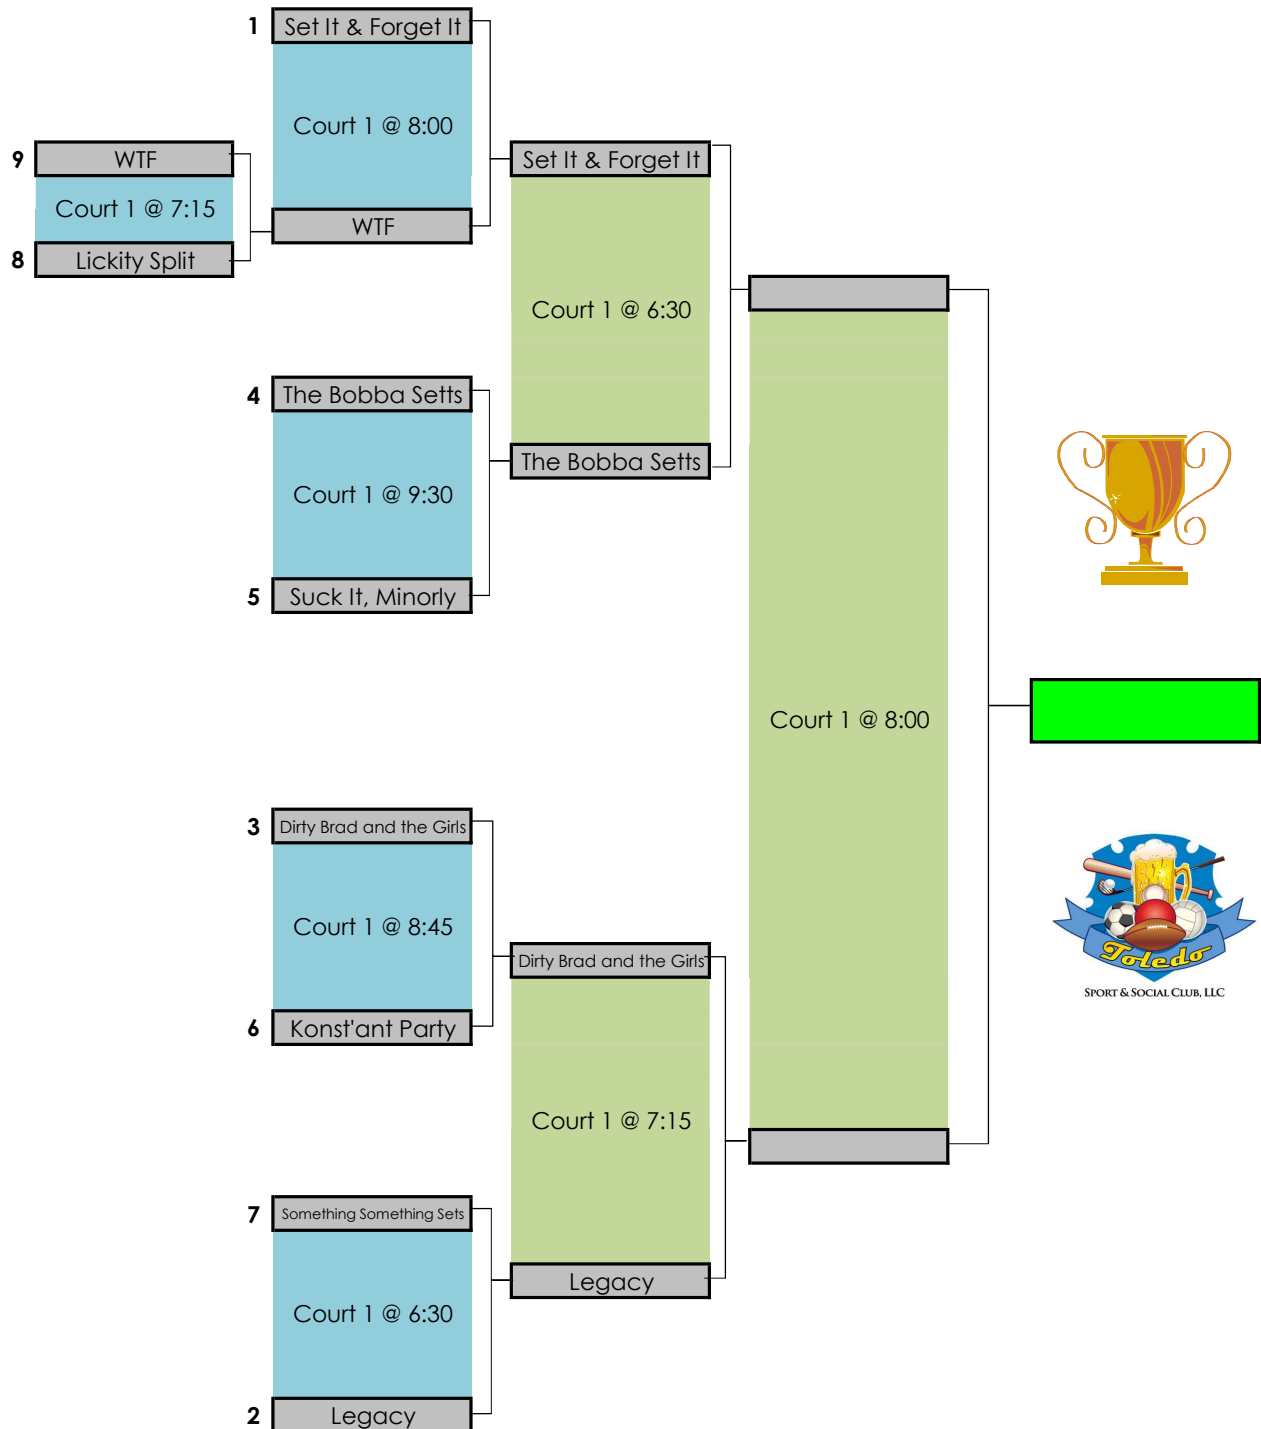 1 Set It & Forget It
Court 1 @ 8:00
9 WTF
Set It & Forget It
Court 1 @ 7:15
WTF
8 Lickity Split
Court 1 @ 6:30
4 The Bobba Setts
The Bobba Setts
Court 1 @ 9:30
5 Suck It, Minorly
Court 1 @ 8:00
3 Dirty Brad and the Girls
Court 1 @ 8:45
Dirty Brad and the Girls
Toledo
SPORT & SOCIAL CLUB, LLC
6 Konst'ant Party
Court 1 @ 7:15
7 Something Something Sets
Legacy
Court 1 @ 6:30
2 Legacy